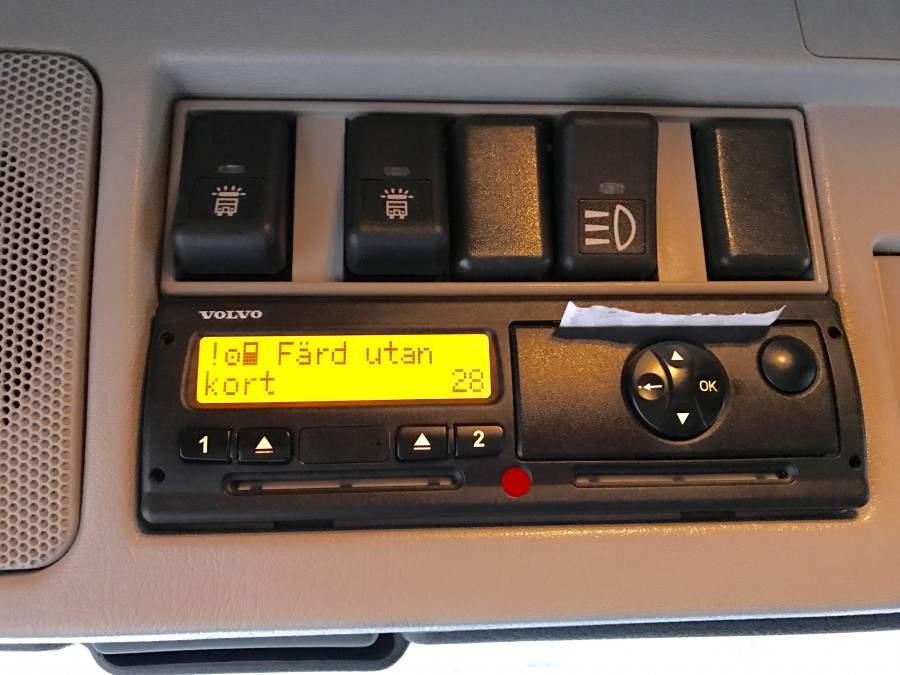 VOLVO
! Färd utan
kort 28
1 2
OK